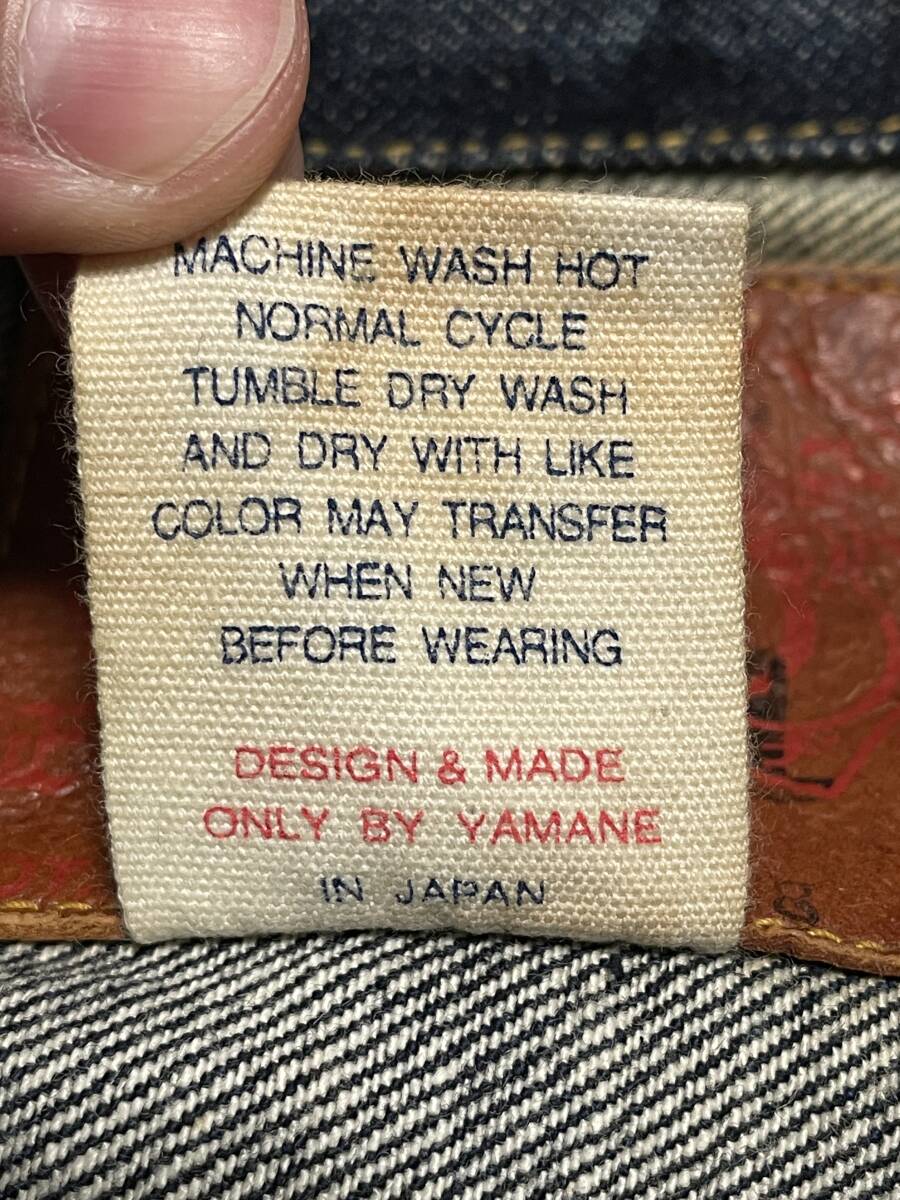 MACHINE WASH HOT
NORMAL CYCLE
TUMBLE DRY WASH
AND DRY WITH LIKE
COLOR MAY TRANSFER
WHEN NEW
BEFORE WEARING
DESIGN & MADE
ONLY BY YAMANE
IN JAPAN